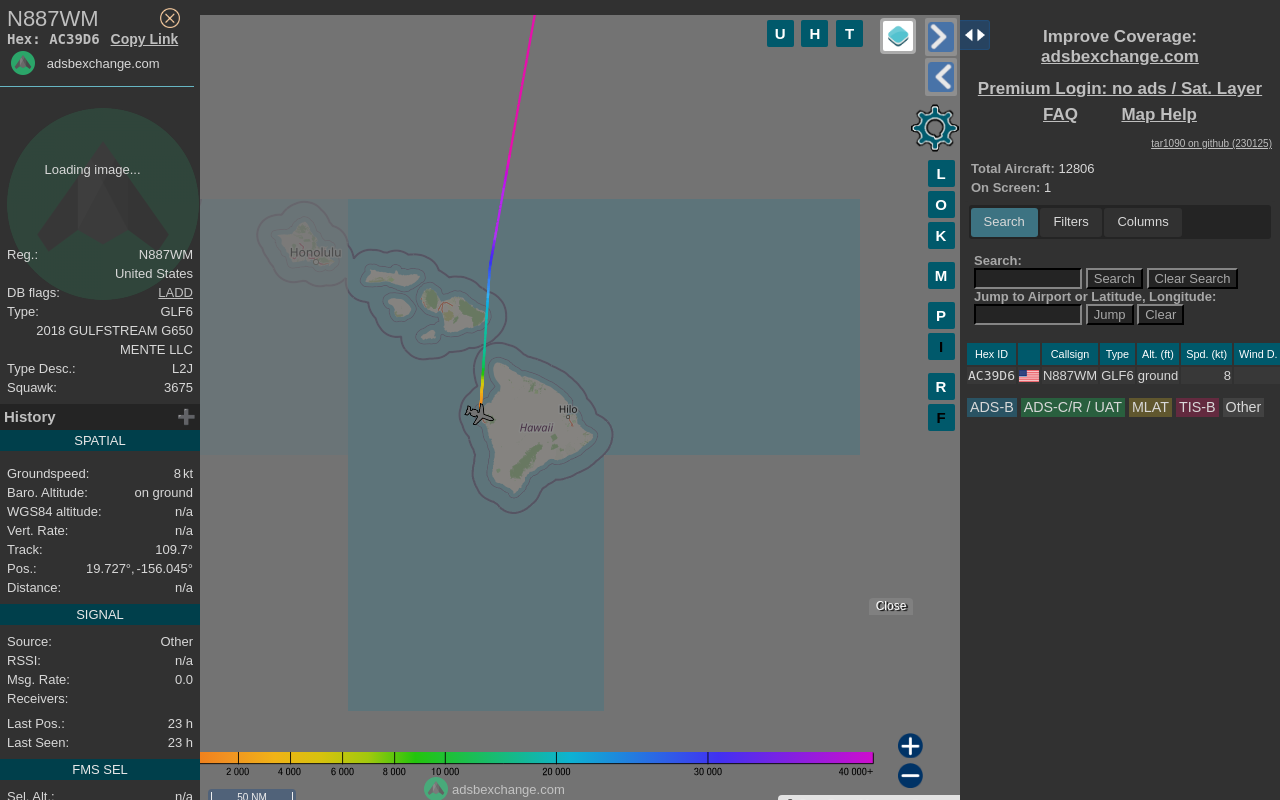 N887WM
Hex: AC39D6 Copy Link
adsbexchange.com
Loading image...
Reg.: N887WM
United States
DB flags: LADD
Type: GLF6
2018 GULFSTREAM G650
MENTE LLC
Type Desc.: L2J
Squawk: 3675
History
SPATIAL
Groundspeed: 8 kt
Baro. Altitude: on ground
WGS84 altitude: n/a
Vert. Rate: n/a
Track: 109.7°
Pos.: 19.727°, -156.045°
Distance: n/a
SIGNAL
Source: Other
RSSI: n/a
Msg. Rate: 0.0
Receivers:
Last Pos.: 23 h
Last Seen: 23 h
FMS SEL
Sel. Alt.: n/a
U H T
Honolulu
Hilo
Hawaii
L
O
K
M
P
I
R
F
Close
2 000 4 000 6 000 8 000 10 000 20 000 30 000 40 000+
50 NM
adsbexchange.com
Improve Coverage:
adsbexchange.com
Premium Login: no ads / Sat. Layer
FAQ Map Help
tar1090 on github (230125)
Total Aircraft: 12806
On Screen: 1
Search Filters Columns
Search:
Search Clear Search
Jump to Airport or Latitude, Longitude:
Jump Clear
Hex ID Callsign Type Alt. (ft) Spd. (kt) Wind D.
AC39D6 N887WM GLF6 ground 8
ADS-B ADS-C/R / UAT MLAT TIS-B Other